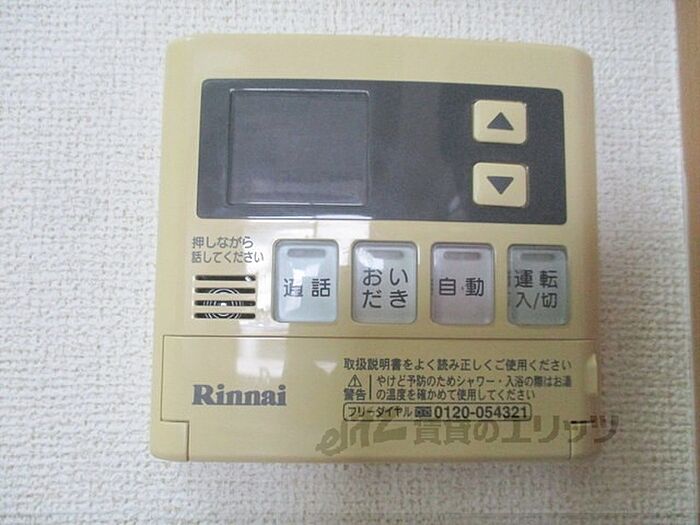 ▲
▼
押しながら
話してください
通話
おい
だき
自動
運転
入/切
取扱説明書をよく読み正しくご使用ください
⚠警告 やけど予防のためシャワー・入浴の際はお湯
の温度を確かめて使用してください
Rinnai
フリーダイヤル 0120-054321
elitz 賃貸のエリッツ